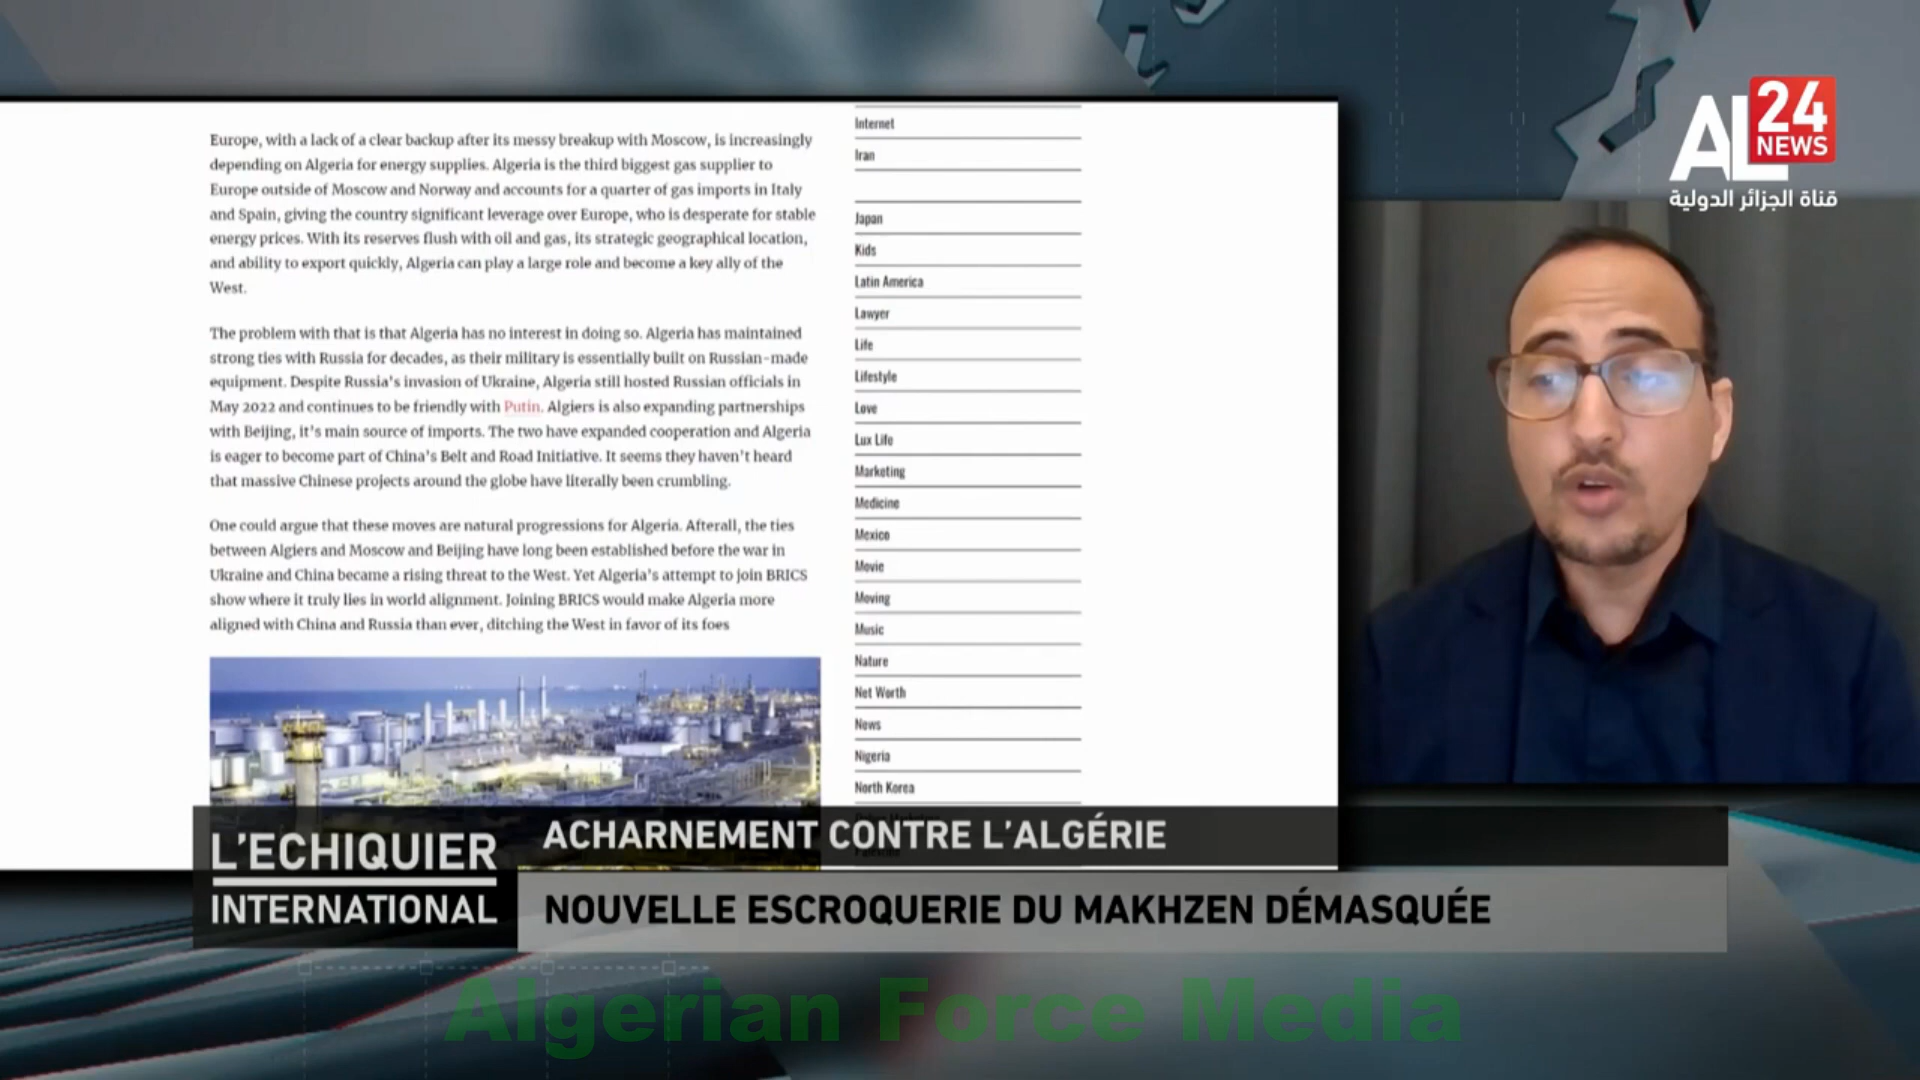 Europe, with a lack of a clear backup after its messy breakup with Moscow, is increasingly
depending on Algeria for energy supplies. Algeria is the third biggest gas supplier to
Europe outside of Moscow and Norway and accounts for a quarter of gas imports in Italy
and Spain, giving the country significant leverage over Europe, who is desperate for stable
energy prices. With its reserves flush with oil and gas, its strategic geographical location,
and ability to export quickly, Algeria can play a large role and become a key ally of the
West.
The problem with that is that Algeria has no interest in doing so. Algeria has maintained
strong ties with Russia for decades, as their military is essentially built on Russian-made
equipment. Despite Russia's invasion of Ukraine, Algeria still hosted Russian officials in
May 2022 and continues to be friendly with Putin. Algiers is also expanding partnerships
with Beijing, it's main source of imports. The two have expanded cooperation and Algeria
is eager to become part of China's Belt and Road Initiative. It seems they haven't heard
that massive Chinese projects around the globe have literally been crumbling.
One could argue that these moves are natural progressions for Algeria. Afterall, the ties
between Algiers and Moscow and Beijing have long been established before the war in
Ukraine and China became a rising threat to the West. Yet Algeria's attempt to join BRICS
show where it truly lies in world alignment. Joining BRICS would make Algeria more
aligned with China and Russia than ever, ditching the West in favor of its foes
Internet
Iran
Japan
Kids
Latin America
Lawyer
Life
Lifestyle
Love
Lux Life
Marketing
Medicine
Mexico
Movie
Moving
Music
Nature
Net Worth
News
Nigeria
North Korea
AL
24
NEWS
قناة الجزائر الدولية
L'ECHIQUIER
INTERNATIONAL
ACHARNEMENT CONTRE L'ALGÉRIE
NOUVELLE ESCROQUERIE DU MAKHZEN DÉMASQUÉE
Algerian Force Media